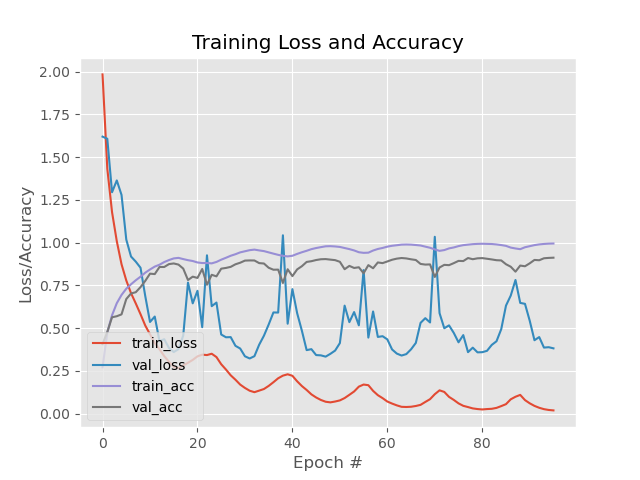 Training Loss and Accuracy
Loss/Accuracy
2.00
1.75
1.50
1.25
1.00
0.75
0.50
0.25
0.00
train_loss
val_loss
train_acc
val_acc
0
20
40
60
80
Epoch #